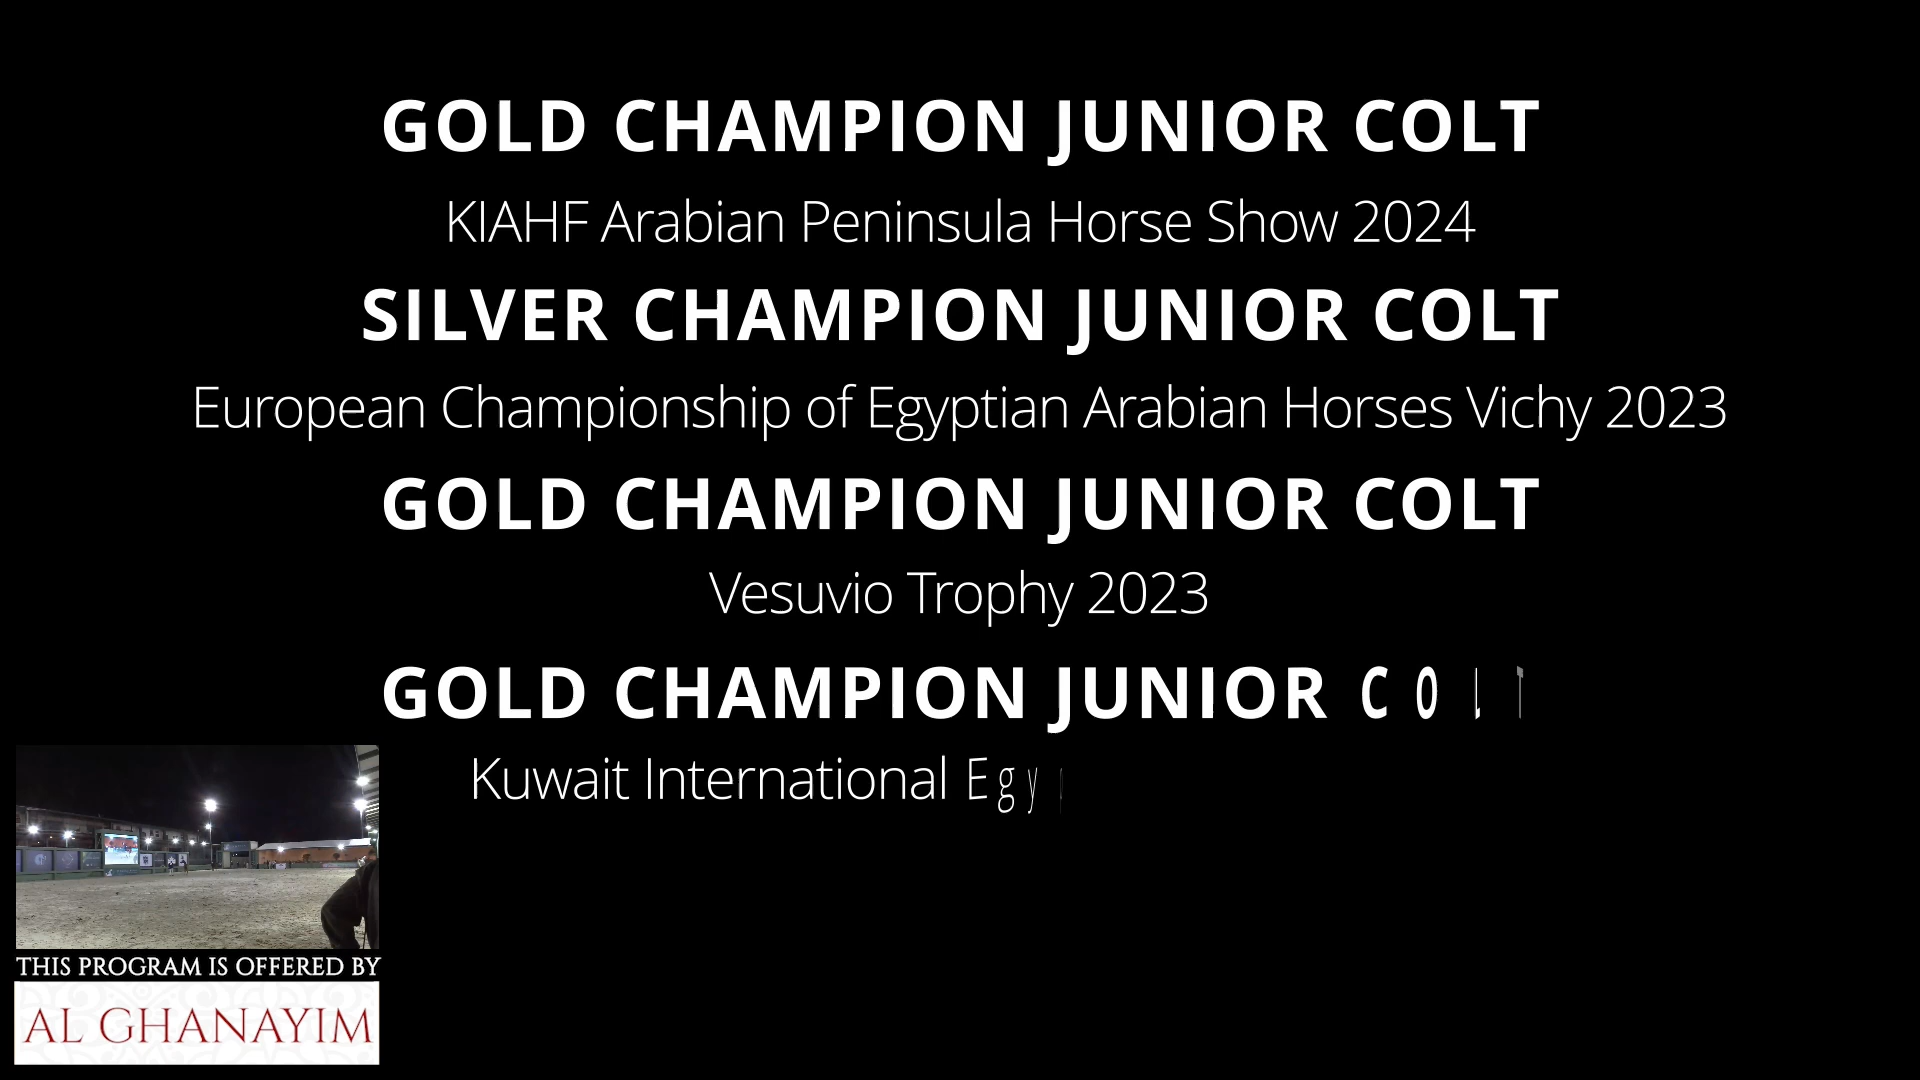 GOLD CHAMPION JUNIOR COLT
KIAHF Arabian Peninsula Horse Show 2024
SILVER CHAMPION JUNIOR COLT
European Championship of Egyptian Arabian Horses Vichy 2023
GOLD CHAMPION JUNIOR COLT
Vesuvio Trophy 2023
GOLD CHAMPION JUNIOR COLT
Kuwait International
THIS PROGRAM IS OFFERED BY
AL GHANAYIM